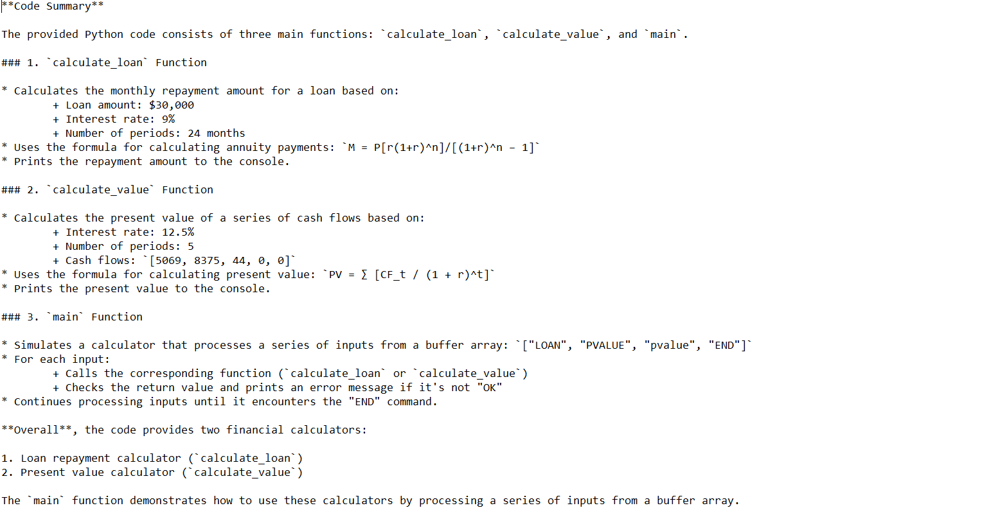 **Code Summary**
The provided Python code consists of three main functions: `calculate_loan`, `calculate_value`, and `main`.
### 1. `calculate_loan` Function
* Calculates the monthly repayment amount for a loan based on:
+ Loan amount: $30,000
+ Interest rate: 9%
+ Number of periods: 24 months
* Uses the formula for calculating annuity payments: `M = P[r(1+r)^n]/[(1+r)^n – 1]`
* Prints the repayment amount to the console.
### 2. `calculate_value` Function
* Calculates the present value of a series of cash flows based on:
+ Interest rate: 12.5%
+ Number of periods: 5
+ Cash flows: `[5069, 8375, 44, 0, 0]`
* Uses the formula for calculating present value: `PV = ∑ [CF_t / (1 + r)^t]`
* Prints the present value to the console.
### 3. `main` Function
* Simulates a calculator that processes a series of inputs from a buffer array: `["LOAN", "PVALUE", "pvalue", "END"]`
* For each input:
+ Calls the corresponding function (`calculate_loan` or `calculate_value`)
+ Checks the return value and prints an error message if it's not "OK"
* Continues processing inputs until it encounters the "END" command.
**Overall**, the code provides two financial calculators:
1. Loan repayment calculator (`calculate_loan`)
2. Present value calculator (`calculate_value`)
The `main` function demonstrates how to use these calculators by processing a series of inputs from a buffer array.